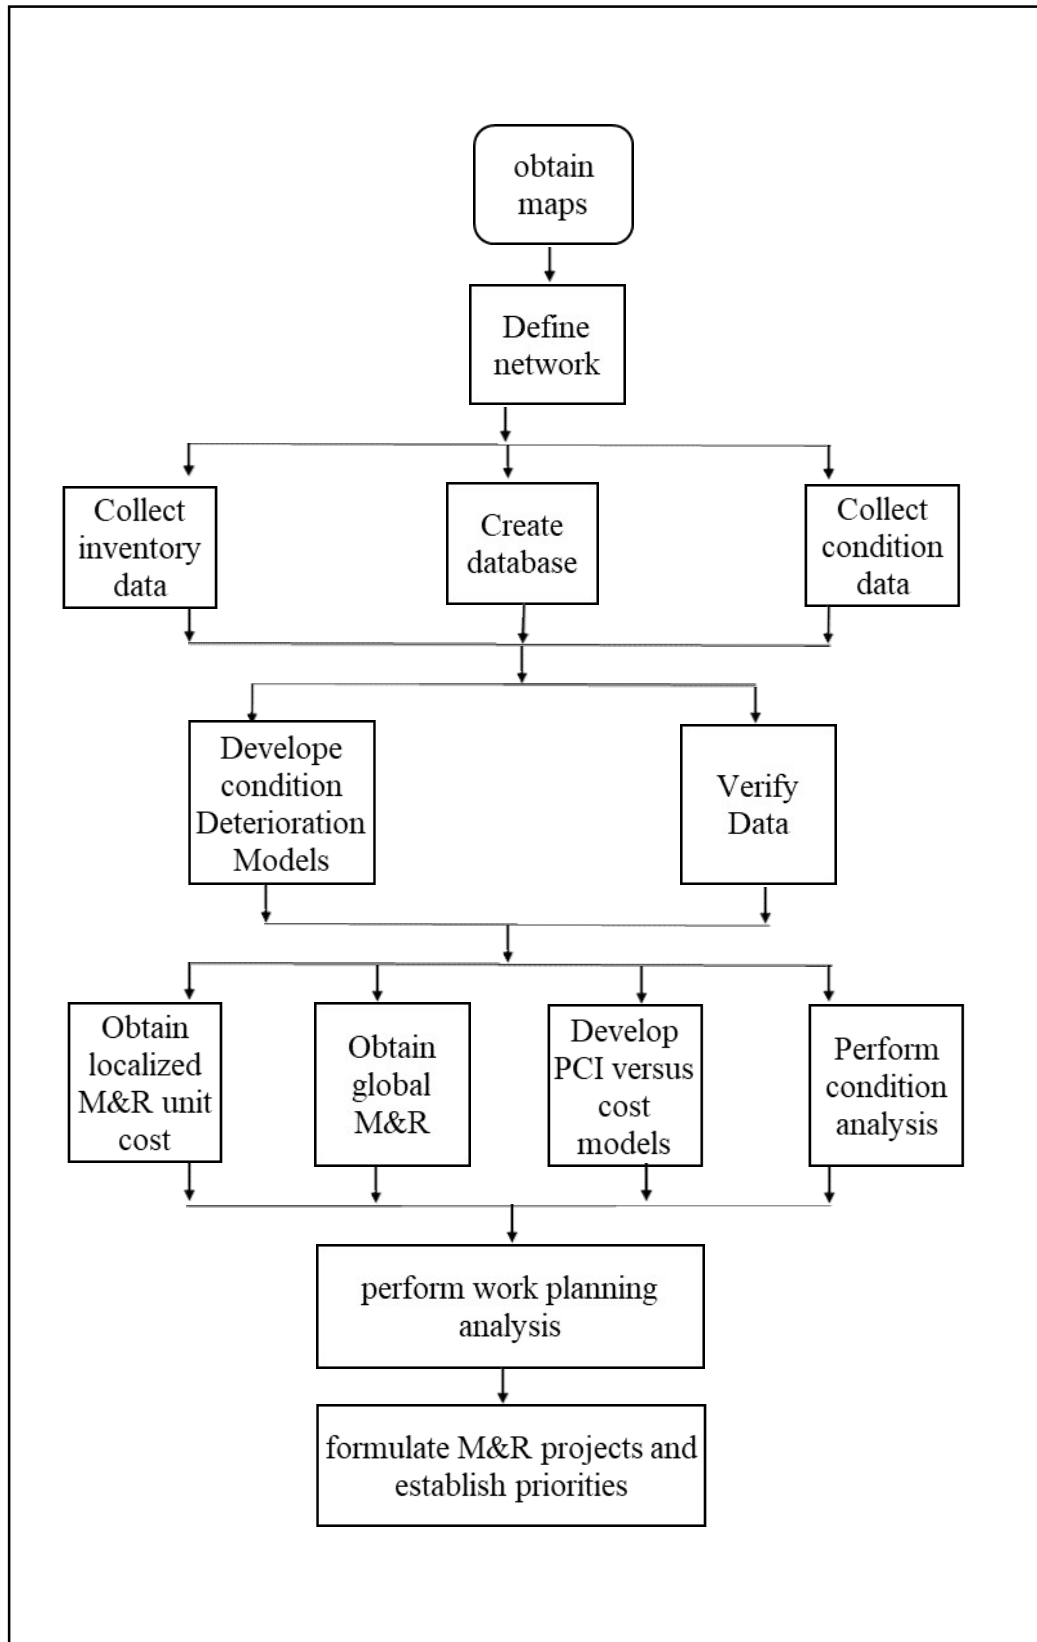 obtain
maps
Define
network
Collect
inventory
data
Create
database
Collect
condition
data
Develope
condition
Deterioration
Models
Verify
Data
Obtain
localized
M&R unit
cost
Obtain
global
M&R
Develop
PCI versus
cost
models
Perform
condition
analysis
perform work planning
analysis
formulate M&R projects and
establish priorities